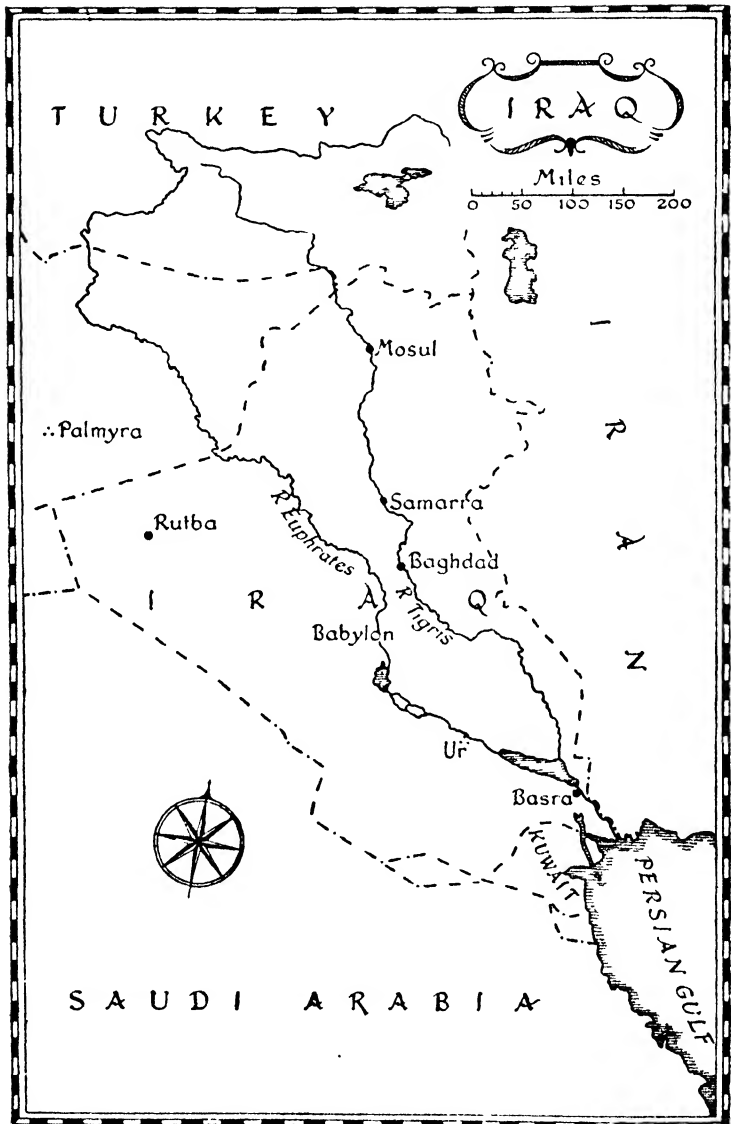 TURKEY
IRAQ
Miles
0 50 100 150 200
Mosul
IRAN
Palmyra
Samarra
Rutba
R Euphrates
Baghdad
IRAQ
R Tigris
Babylon
Ur
Basra
KUWAIT
PERSIAN GULF
SAUDI ARABIA